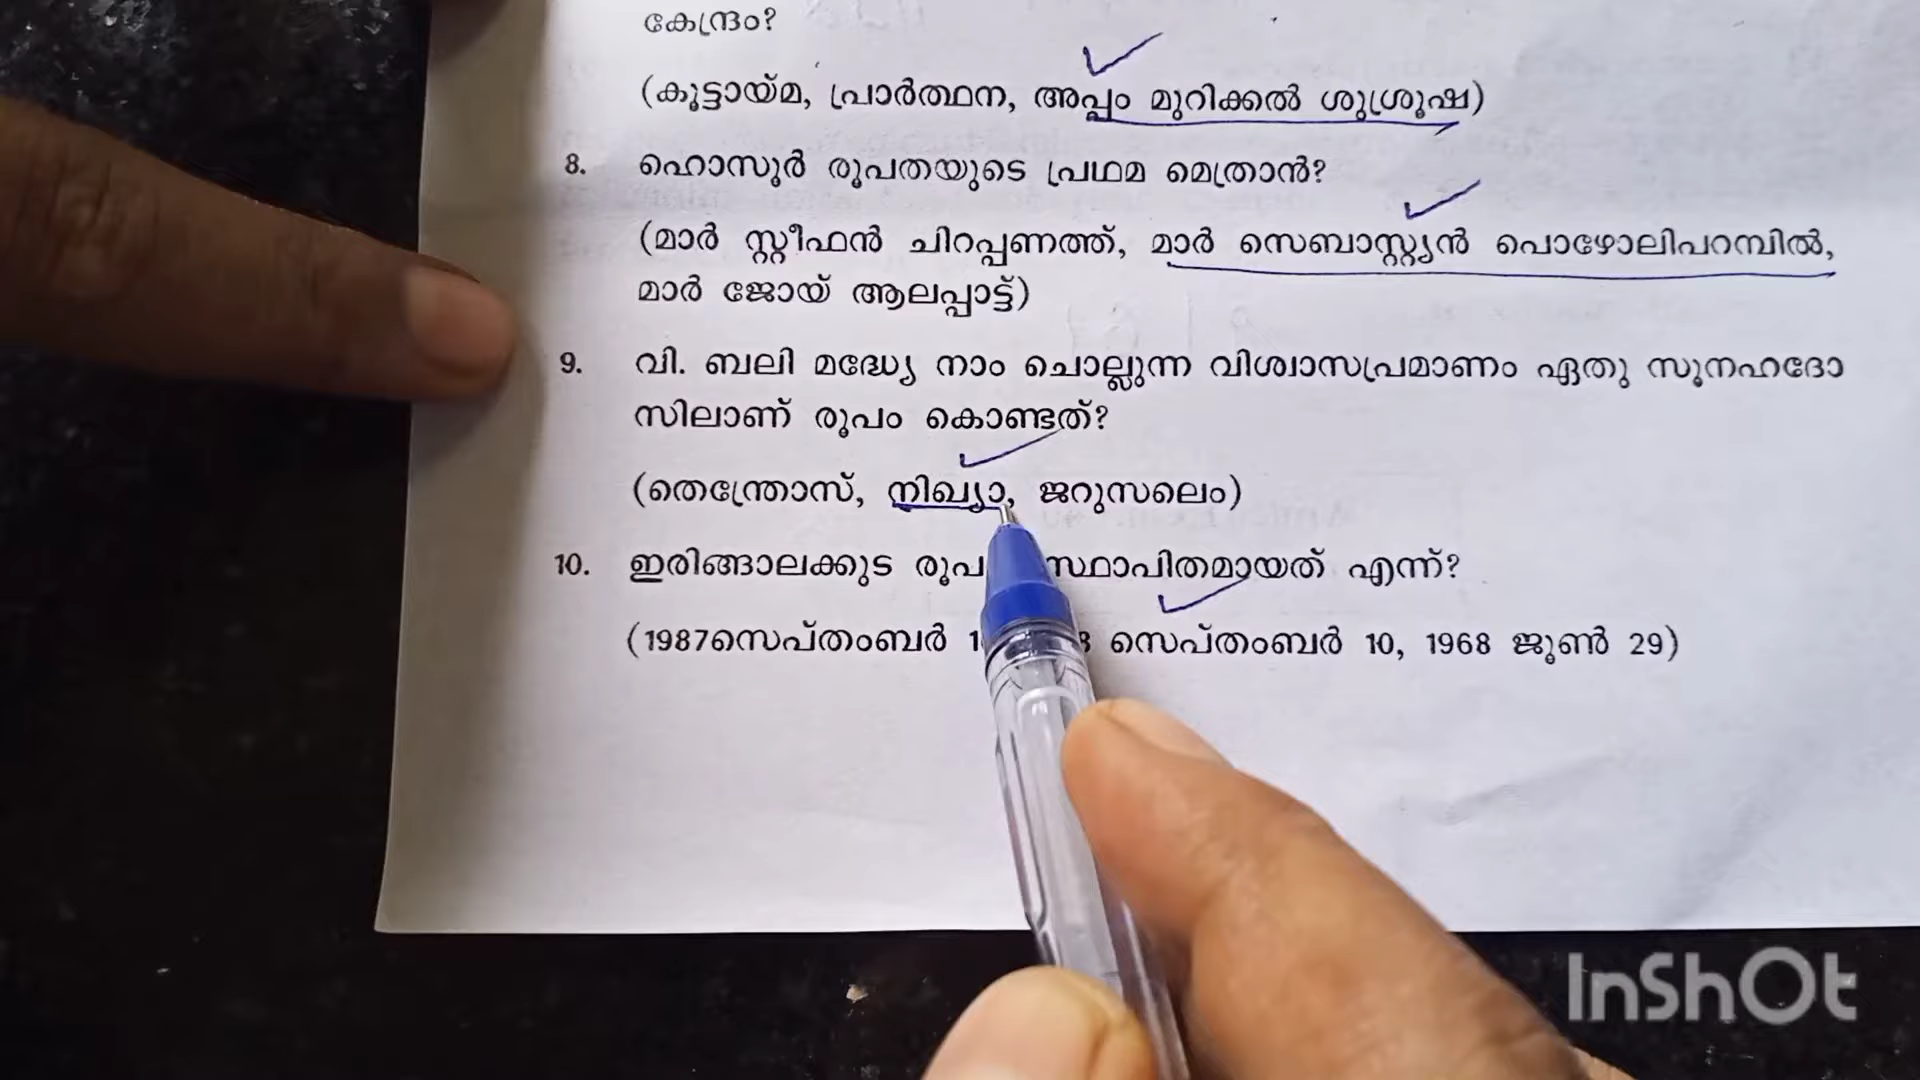 കേന്ദ്രം?
(കൂട്ടായ്മ, പ്രാർത്ഥന, അപ്പം മുറിക്കൽ ശുശ്രൂഷ)
8. ഹൊസൂർ രൂപതയുടെ പ്രഥമ മെത്രാൻ?
(മാർ സ്റ്റീഫൻ ചിറപ്പണത്ത്, മാർ സെബാസ്റ്റ്യൻ പൊഴോലിപറമ്പിൽ,
മാർ ജോയ് ആലപ്പാട്ട്)
9. വി. ബലി മദ്ധ്യേ നാം ചൊല്ലുന്ന വിശ്വാസപ്രമാണം ഏതു സൂനഹദോ
സിലാണ് രൂപം കൊണ്ടത്?
(തെന്ത്രോസ്, നിഖ്യാ, ജറുസലെം)
10. ഇരിങ്ങാലക്കുട സ്ഥാപിതമായത് എന്ന്?
(1987സെപ്തംബർ സെപ്തംബർ 10, 1968 ജൂൺ 29)
InShOt